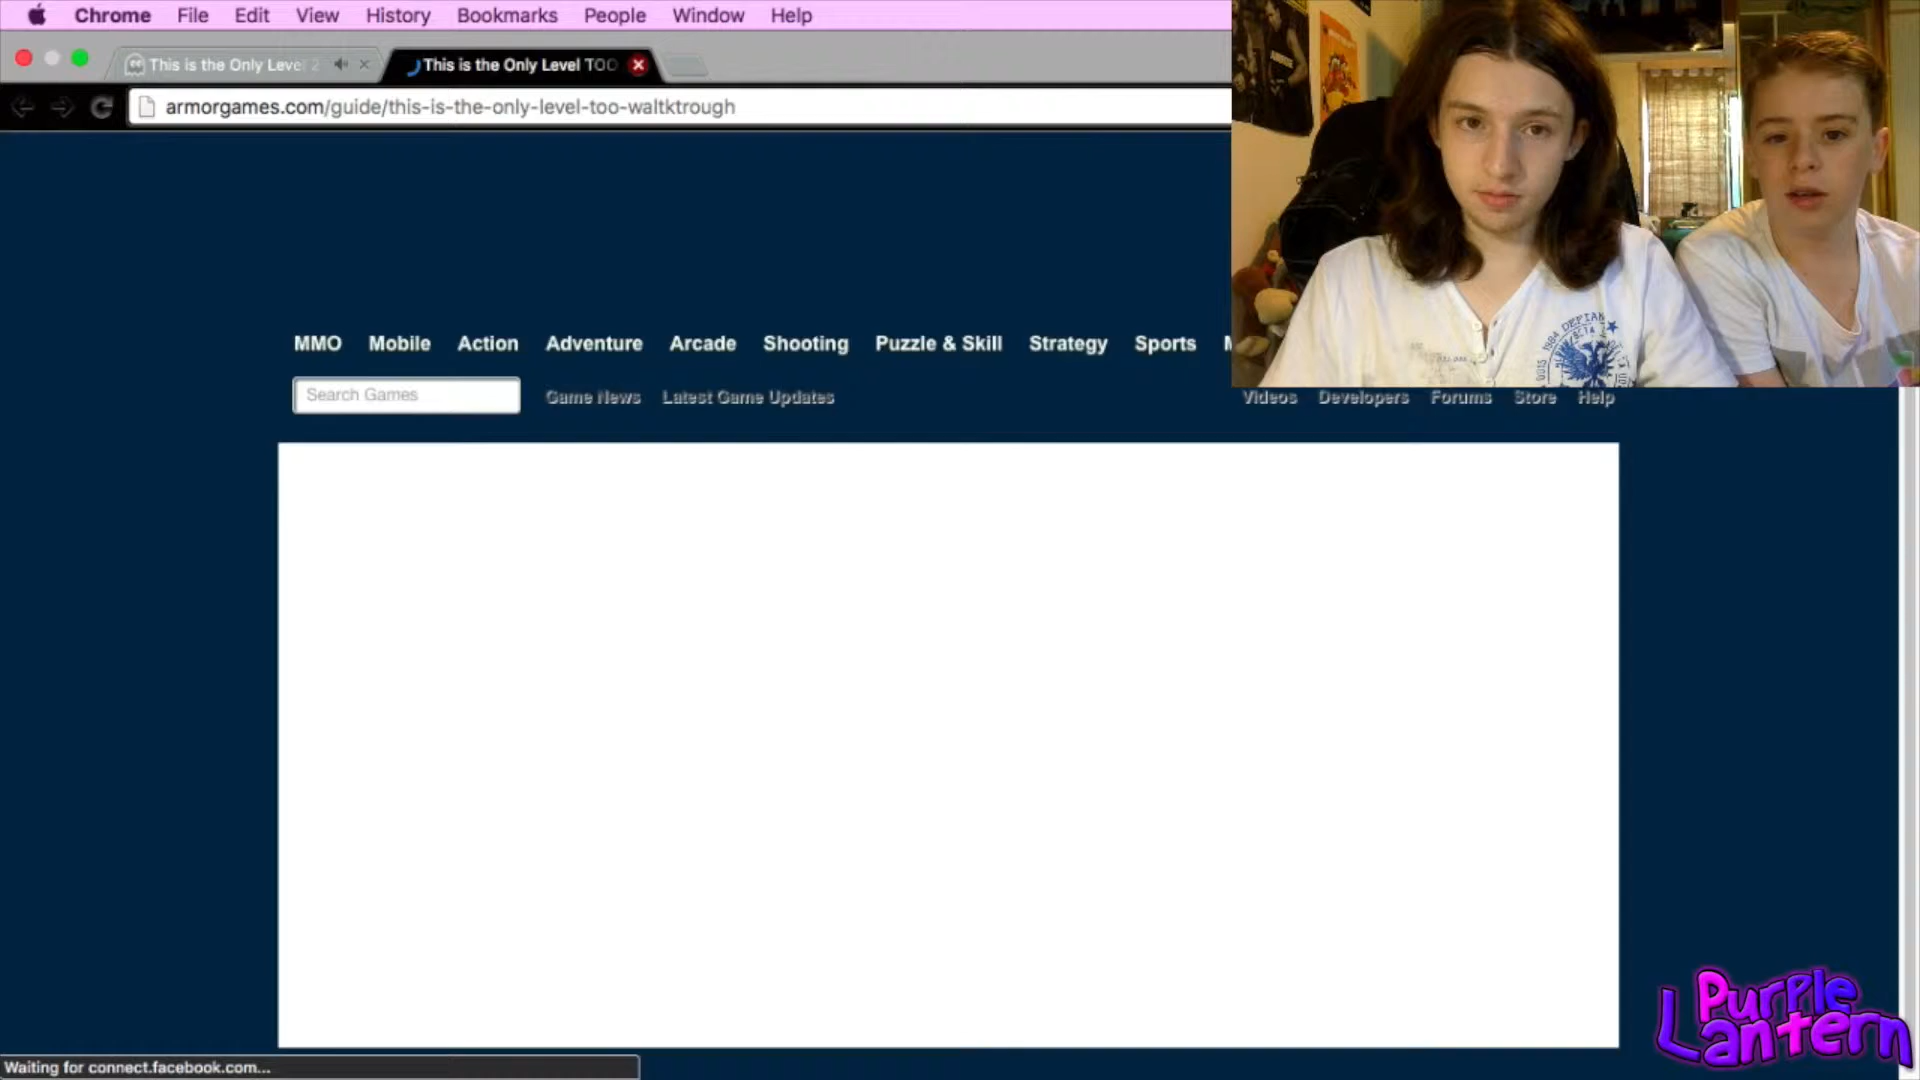 Chrome File Edit View History Bookmarks People Window Help
This is the Only Level 2 This is the Only Level TOO
armorgames.com/guide/this-is-the-only-level-too-waltktrough
MMO Mobile Action Adventure Arcade Shooting Puzzle & Skill Strategy Sports
Search Games Game News Latest Game Updates Videos Developers Forums Store Help
Waiting for connect.facebook.com...
Purple
Lantern